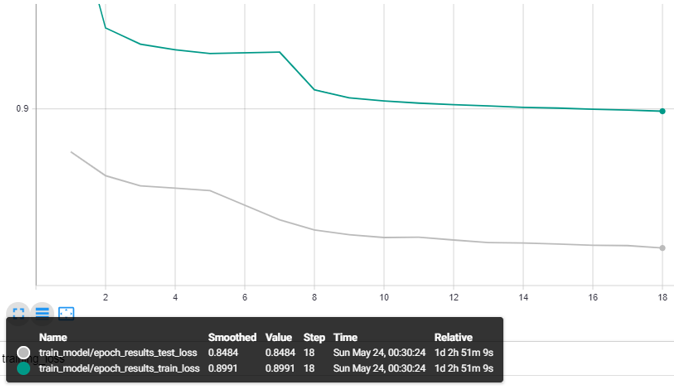 0.9
2 4 6 8 10 12 14 16 18
Name Smoothed Value Step Time Relative
train_model/epoch_results_test_loss 0.8484 0.8484 18 Sun May 24, 00:30:24 1d 2h 51m 9s
train_model/epoch_results_train_loss 0.8991 0.8991 18 Sun May 24, 00:30:24 1d 2h 51m 9s